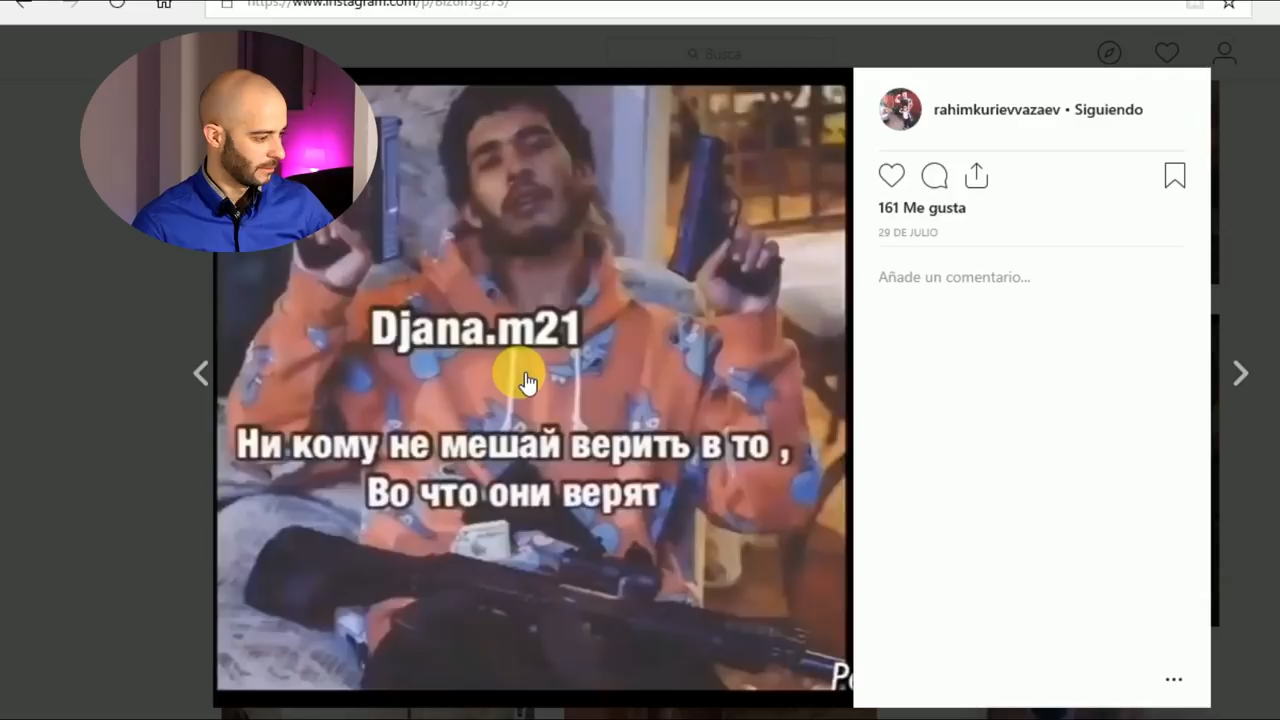 Busca
rahimkurievvazaev • Siguiendo
161 Me gusta
29 DE JULIO
Añade un comentario...
Djana.m21
Ни кому не мешай верить в то ,
Во что они верят